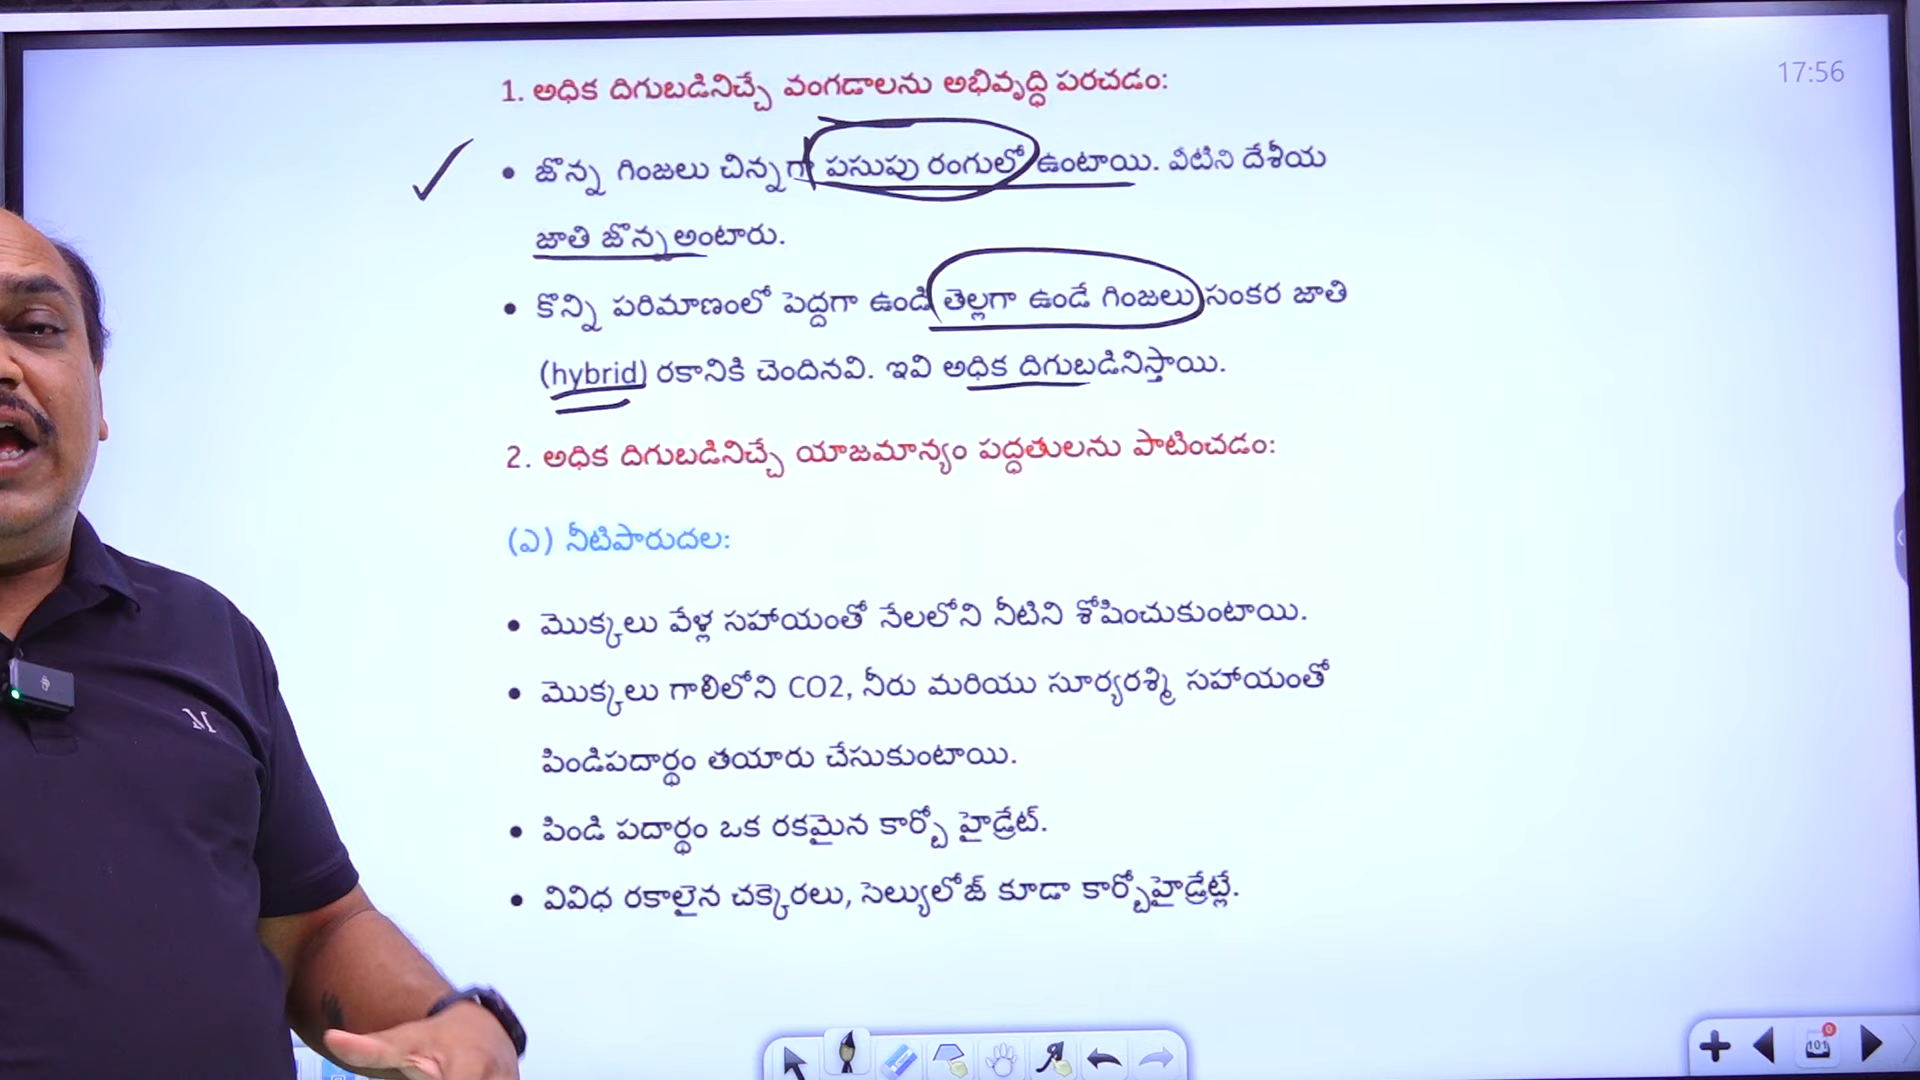 17:56
1. అధిక దిగుబడినిచ్చే వంగడాలను అభివృద్ధి పరచడం:
• జొన్న గింజలు చిన్నగా పసుపు రంగులో ఉంటాయి. వీటిని దేశీయ
జాతి జొన్న అంటారు.
• కొన్ని పరిమాణంలో పెద్దగా ఉండి తెల్లగా ఉండే గింజలు సంకర జాతి
(hybrid) రకానికి చెందినవి. ఇవి అధిక దిగుబడినిస్తాయి.
2. అధిక దిగుబడినిచ్చే యాజమాన్యం పద్ధతులను పాటించడం:
(ఎ) నీటిపారుదల:
• మొక్కలు వేళ్ల సహాయంతో నేలలోని నీటిని శోషించుకుంటాయి.
• మొక్కలు గాలిలోని CO2, నీరు మరియు సూర్యరశ్మి సహాయంతో
పిండిపదార్థం తయారు చేసుకుంటాయి.
• పిండి పదార్థం ఒక రకమైన కార్బో హైడ్రేట్.
• వివిధ రకాలైన చక్కెరలు, సెల్యులోజ్ కూడా కార్బోహైడ్రేట్లే.
M
101
0